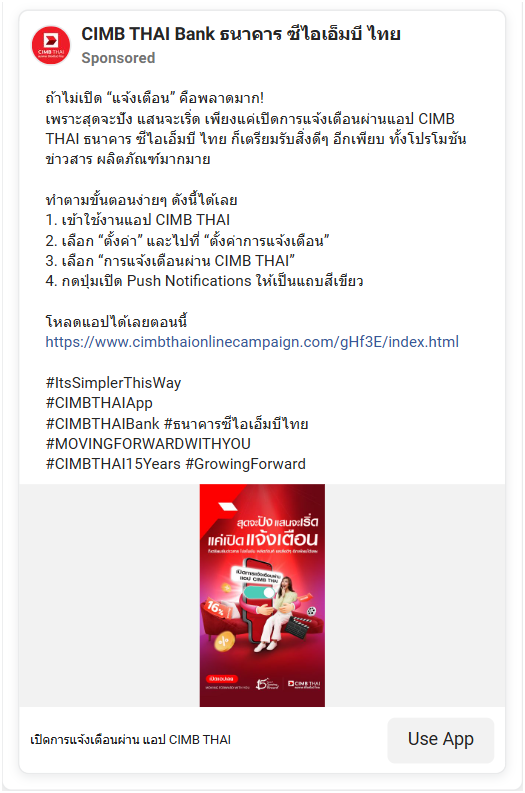 CIMB THAI Bank ธนาคาร ซีไอเอ็มบี ไทย
Sponsored
ถ้าไม่เปิด “แจ้งเตือน” คือพลาดมาก!
เพราะสุดจะปัง แสนจะเริ่ด เพียงแค่เปิดการแจ้งเตือนผ่านแอป CIMB
THAI ธนาคาร ซีไอเอ็มบี ไทย ก็เตรียมรับสิ่งดีๆ อีกเพียบ ทั้งโปรโมชัน
ข่าวสาร ผลิตภัณฑ์มากมาย
ทำตามขั้นตอนง่ายๆ ดังนี้ได้เลย
1. เข้าใช้งานแอป CIMB THAI
2. เลือก “ตั้งค่า” และไปที่ “ตั้งค่าการแจ้งเตือน”
3. เลือก “การแจ้งเตือนผ่าน CIMB THAI”
4. กดปุ่มเปิด Push Notifications ให้เป็นแถบสีเขียว
โหลดแอปได้เลยตอนนี้
https://www.cimbthaionlinecampaign.com/gHf3E/index.html
#ItsSimplerThisWay
#CIMBTHAIApp
#CIMBTHAIBank #ธนาคารซีไอเอ็มบีไทย
#MOVINGFORWARDWITHYOU
#CIMBTHAI15Years #GrowingForward
สุดจะปัง แสนจะเริ่ด
แค่เปิด แจ้งเตือน
เปิดการแจ้งเตือนผ่าน
แอป CIMB THAI
16%
เปิดแอปเลย
MOVING FORWARD WITH YOU
15
CIMB THAI
เปิดการแจ้งเตือนผ่าน แอป CIMB THAI
Use App